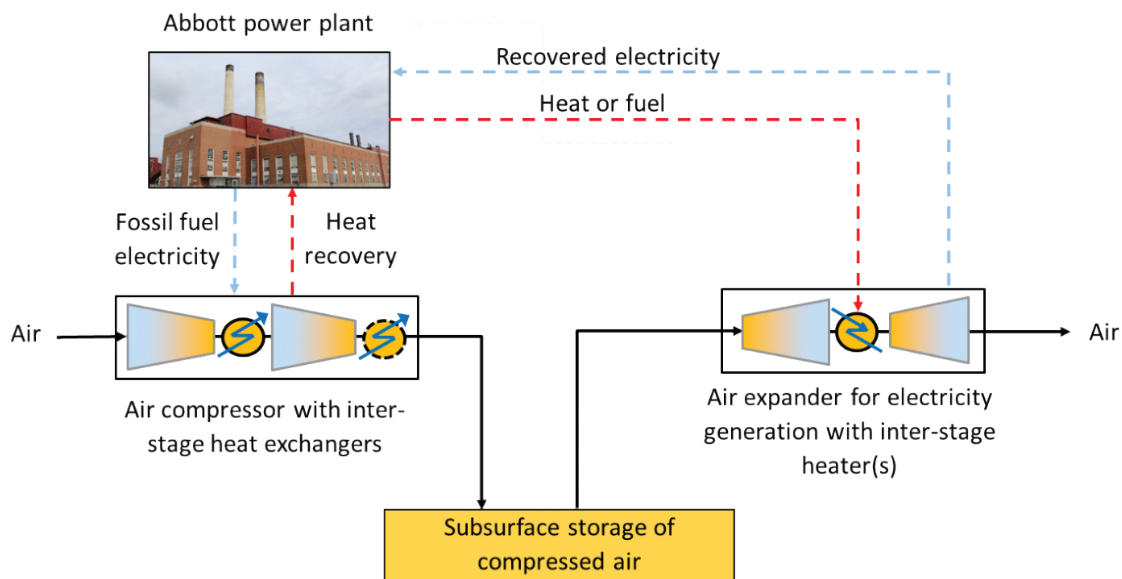 Abbott power plant
Recovered electricity
Heat or fuel
Fossil fuel
electricity
Heat
recovery
Air
Air
Air compressor with inter-
stage heat exchangers
Air expander for electricity
generation with inter-stage
heater(s)
Subsurface storage of
compressed air